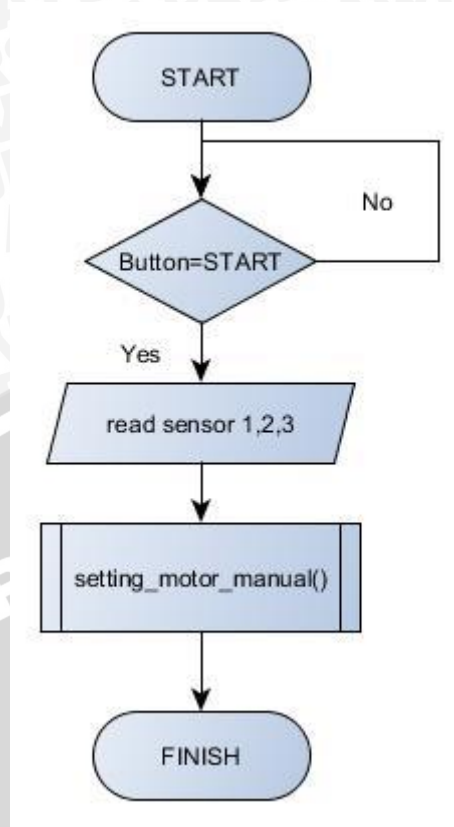 START
No
Button=START
Yes
read sensor 1,2,3
setting_motor_manual()
FINISH